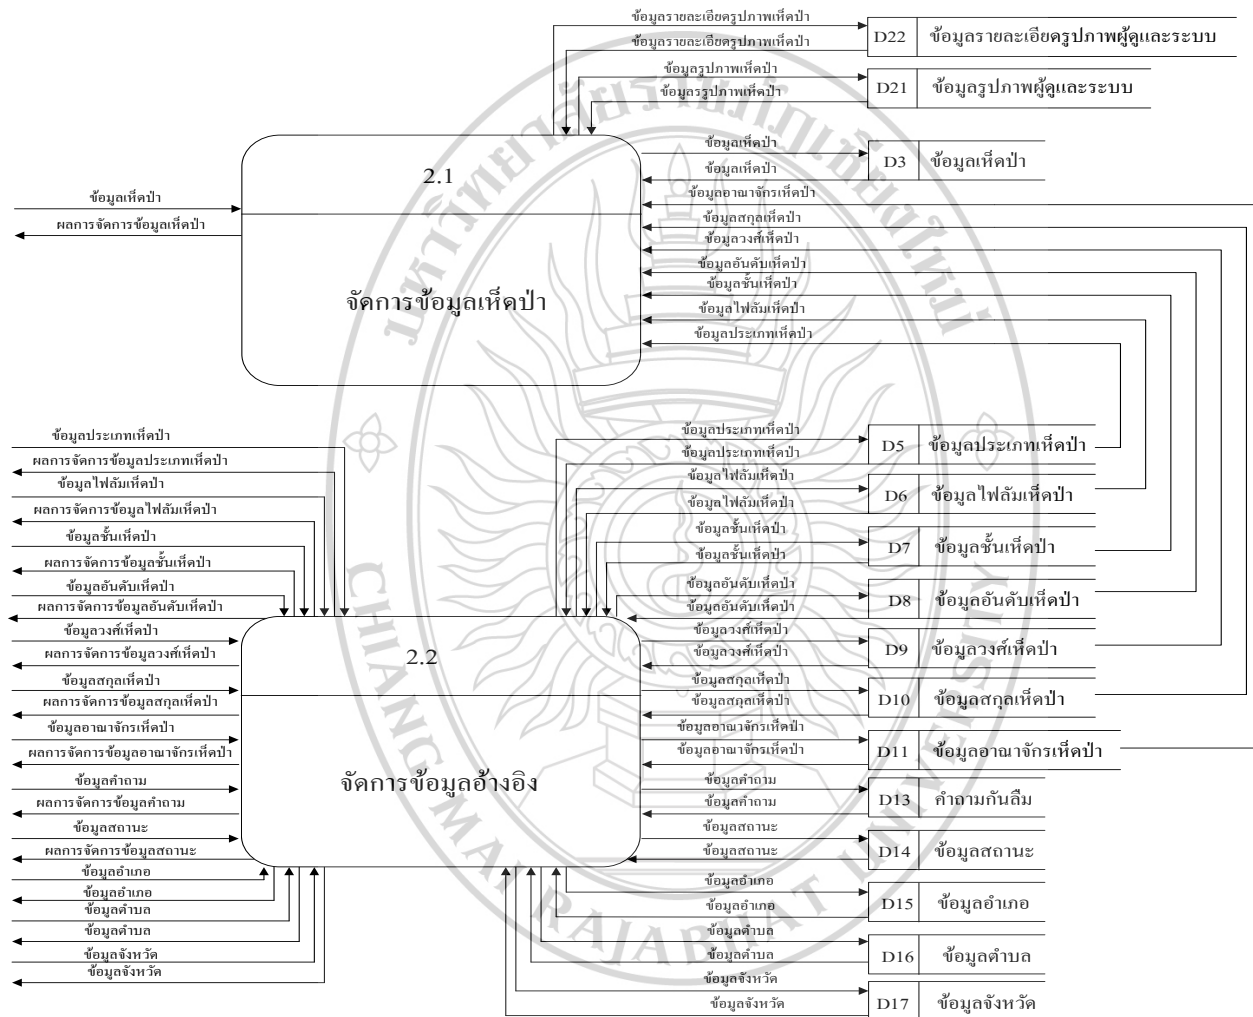 ข้อมูลรายละเอียดรูปภาพเห็ดป่า
ข้อมูลรายละเอียดรูปภาพเห็ดป่า
D22 ข้อมูลรายละเอียดรูปภาพผู้ดูและระบบ
ข้อมูลรูปภาพเห็ดป่า
ข้อมูรรูปภาพเห็ดป่า
D21 ข้อมูลรูปภาพผู้ดูและระบบ
ข้อมูลเห็ดป่า
ข้อมูลเห็ดป่า
D3 ข้อมูลเห็ดป่า
ข้อมูลอาณาจักรเห็ดป่า
ข้อมูลสกุลเห็ดป่า
ข้อมูลวงศ์เห็ดป่า
ข้อมูลอันดับเห็ดป่า
ข้อมูลชั้นเห็ดป่า
ข้อมูลไฟลัมเห็ดป่า
ข้อมูลประเภทเห็ดป่า
2.1
จัดการข้อมูลเห็ดป่า
ข้อมูลเห็ดป่า
ผลการจัดการข้อมูลเห็ดป่า
ข้อมูลประเภทเห็ดป่า
ผลการจัดการข้อมูลประเภทเห็ดป่า
ข้อมูลไฟลัมเห็ดป่า
ผลการจัดการข้อมูลไฟลัมเห็ดป่า
ข้อมูลชั้นเห็ดป่า
ผลการจัดการข้อมูลชั้นเห็ดป่า
ข้อมูลอันดับเห็ดป่า
ผลการจัดการข้อมูลอันดับเห็ดป่า
ข้อมูลวงศ์เห็ดป่า
ผลการจัดการข้อมูลวงศ์เห็ดป่า
ข้อมูลสกุลเห็ดป่า
ผลการจัดการข้อมูลสกุลเห็ดป่า
ข้อมูลอาณาจักรเห็ดป่า
ผลการจัดการข้อมูลอาณาจักรเห็ดป่า
ข้อมูลคำถาม
ผลการจัดการข้อมูลคำถาม
ข้อมูลสถานะ
ผลการจัดการข้อมูลสถานะ
ข้อมูลอำเภอ
ข้อมูลอำเภอ
ข้อมูลตำบล
ข้อมูลตำบล
ข้อมูลจังหวัด
ข้อมูลจังหวัด
2.2
จัดการข้อมูลอ้างอิง
ข้อมูลประเภทเห็ดป่า
ข้อมูลประเภทเห็ดป่า
D5 ข้อมูลประเภทเห็ดป่า
ข้อมูลไฟลัมเห็ดป่า
ข้อมูลไฟลัมเห็ดป่า
D6 ข้อมูลไฟลัมเห็ดป่า
ข้อมูลชั้นเห็ดป่า
ข้อมูลชั้นเห็ดป่า
D7 ข้อมูลชั้นเห็ดป่า
ข้อมูลอันดับเห็ดป่า
ข้อมูลอันดับเห็ดป่า
D8 ข้อมูลอันดับเห็ดป่า
ข้อมูลวงศ์เห็ดป่า
ข้อมูลวงศ์เห็ดป่า
D9 ข้อมูลวงศ์เห็ดป่า
ข้อมูลสกุลเห็ดป่า
ข้อมูลสกุลเห็ดป่า
D10 ข้อมูลสกุลเห็ดป่า
ข้อมูลอาณาจักรเห็ดป่า
ข้อมูลอาณาจักรเห็ดป่า
D11 ข้อมูลอาณาจักรเห็ดป่า
ข้อมูลคำถาม
ข้อมูลคำถาม
D13 คำถามกันลืม
ข้อมูลสถานะ
ข้อมูลสถานะ
D14 ข้อมูลสถานะ
ข้อมูลอำเภอ
ข้อมูลอำเภอ
D15 ข้อมูลอำเภอ
ข้อมูลตำบล
ข้อมูลตำบล
D16 ข้อมูลตำบล
ข้อมูลจังหวัด
ข้อมูลจังหวัด
D17 ข้อมูลจังหวัด
มหาวิทยาลัยราชภัฏเชียงใหม่
CHIANG MAI RAJABHAT UNIVERSITY